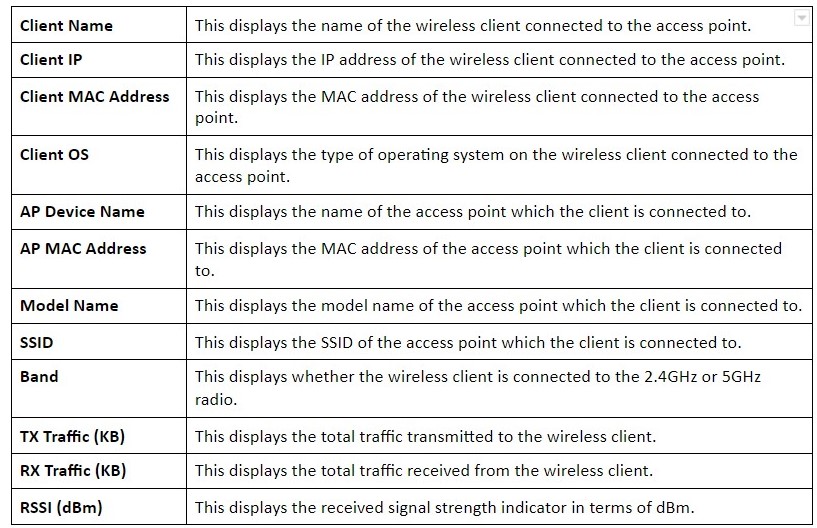 Client Name This displays the name of the wireless client connected to the access point.
Client IP This displays the IP address of the wireless client connected to the access point.
Client MAC Address This displays the MAC address of the wireless client connected to the access
point.
Client OS This displays the type of operating system on the wireless client connected to the
access point.
AP Device Name This displays the name of the access point which the client is connected to.
AP MAC Address This displays the MAC address of the access point which the client is connected
to.
Model Name This displays the model name of the access point which the client is connected to.
SSID This displays the SSID of the access point which the client is connected to.
Band This displays whether the wireless client is connected to the 2.4GHz or 5GHz
radio.
TX Traffic (KB) This displays the total traffic transmitted to the wireless client.
RX Traffic (KB) This displays the total traffic received from the wireless client.
RSSI (dBm) This displays the received signal strength indicator in terms of dBm.